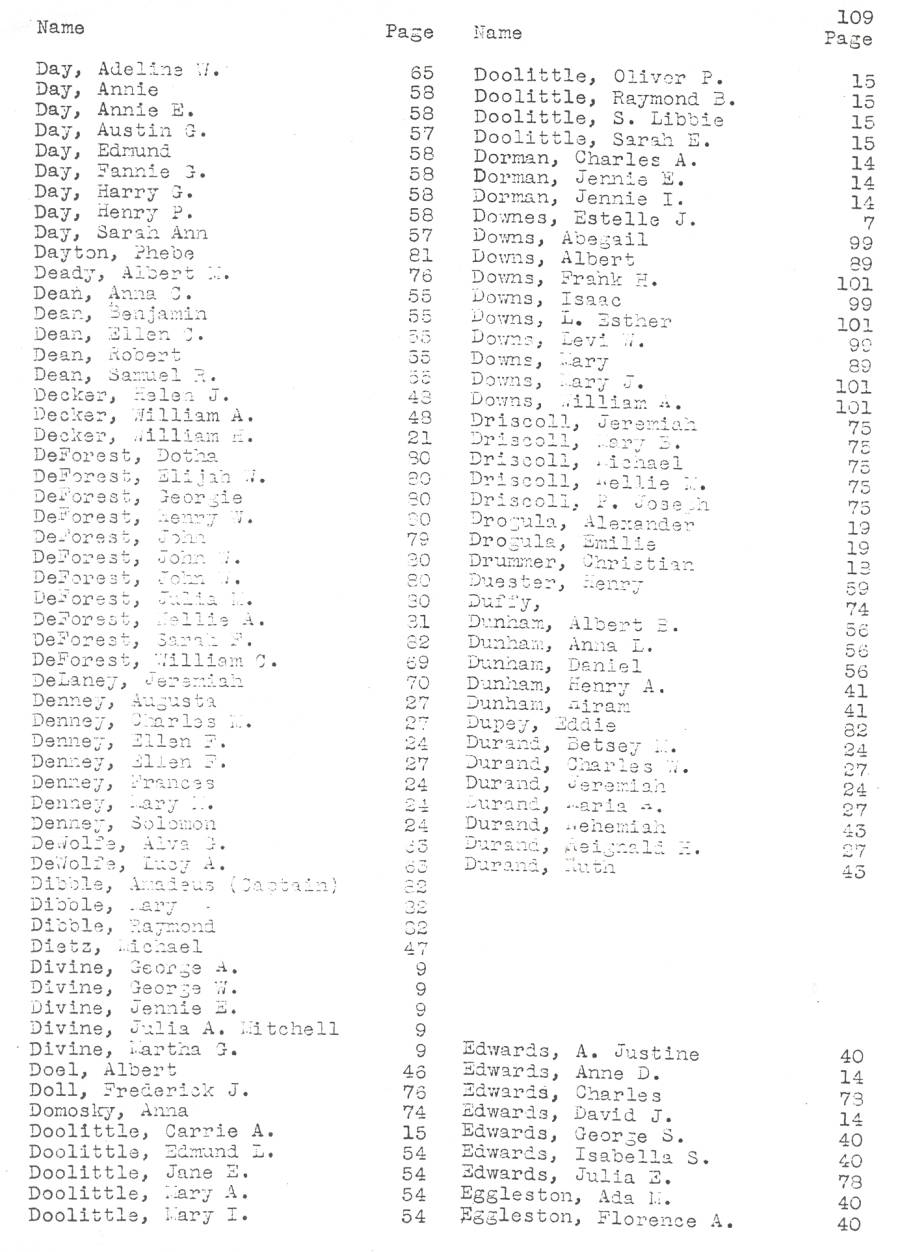 109
Name Page
Day, Adeline W. 65
Day, Annie 58
Day, Annie E. 58
Day, Austin G. 57
Day, Edmund 58
Day, Fannie G. 58
Day, Harry G. 58
Day, Henry P. 58
Day, Sarah Ann 57
Dayton, Phebe 81
Deady, Albert M. 76
Dean, Anna C. 55
Dean, Benjamin 55
Dean, Ellen C. 55
Dean, Robert 55
Dean, Samuel R. 55
Decker, Helen J. 48
Decker, William A. 48
Decker, William H. 21
DeForest, Dotha 80
DeForest, Elijah W. 80
DeForest, Georgie 80
DeForest, Henry W. 80
DeForest, John 79
DeForest, John W. 80
DeForest, John W. 80
DeForest, Julia M. 80
DeForest, Nellie A. 81
DeForest, Sarah F. 82
DeForest, William C. 69
DeLaney, Jeremiah 70
Denney, Augusta 27
Denney, Charles M. 27
Denney, Ellen F. 24
Denney, Ellen F. 27
Denney, Frances 24
Denney, Mary M. 24
Denney, Solomon 24
DeWolfe, Alva G. 63
DeWolfe, Lucy A. 63
Dibble, Amadeus (Captain) 32
Dibble, Mary 32
Dibble, Raymond 32
Dietz, Michael 47
Divine, George A. 9
Divine, George W. 9
Divine, Jennie E. 9
Divine, Julia A. Mitchell 9
Divine, Martha G. 9
Doel, Albert 46
Doll, Frederick J. 76
Domosky, Anna 74
Doolittle, Carrie A. 15
Doolittle, Edmund L. 54
Doolittle, Jane E. 54
Doolittle, Mary A. 54
Doolittle, Mary I. 54
Name Page
Doolittle, Oliver P. 15
Doolittle, Raymond B. 15
Doolittle, S. Libbie 15
Doolittle, Sarah E. 15
Dorman, Charles A. 14
Dorman, Jennie E. 14
Dorman, Jennie I. 14
Downes, Estelle J. 7
Downs, Abegail 99
Downs, Albert 89
Downs, Frank H. 101
Downs, Isaac 99
Downs, L. Esther 101
Downs, Levi W. 99
Downs, Mary 89
Downs, Mary J. 101
Downs, William A. 101
Driscoll, Jeremiah 75
Driscoll, Mary E. 75
Driscoll, Michael 75
Driscoll, Nellie M. 75
Driscoll, P. Joseph 75
Drogula, Alexander 19
Drogula, Emilie 19
Drummer, Christian 18
Duester, Henry 59
Duffy, 74
Dunham, Albert E. 56
Dunham, Anna L. 56
Dunham, Daniel 56
Dunham, Henry A. 41
Dunham, Hiram 41
Dupey, Eddie 82
Durand, Betsey M. 24
Durand, Charles W. 27
Durand, Jeremiah 24
Durand, Maria A. 27
Durand, Nehemiah 43
Durand, Reignald H. 27
Durand, Ruth 43
Edwards, A. Justine 40
Edwards, Anne D. 14
Edwards, Charles 78
Edwards, David J. 14
Edwards, George S. 40
Edwards, Isabella S. 40
Edwards, Julia E. 78
Eggleston, Ada M. 40
Eggleston, Florence A. 40